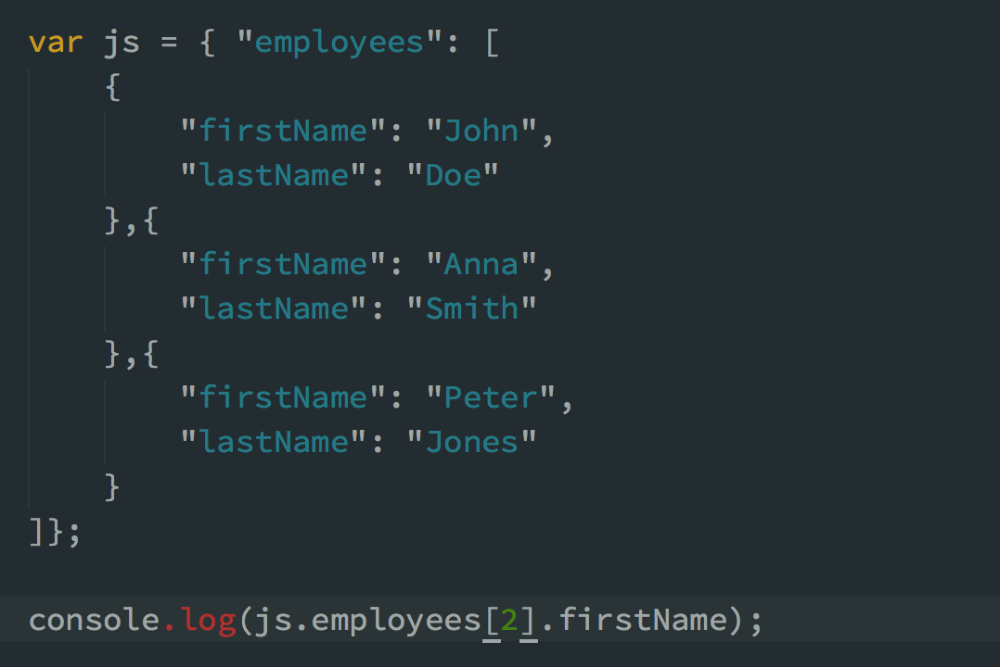 var js = { "employees": [
    {
        "firstName": "John",
        "lastName": "Doe"
    },{
        "firstName": "Anna",
        "lastName": "Smith"
    },{
        "firstName": "Peter",
        "lastName": "Jones"
    }
]};
console.log(js.employees[2].firstName);